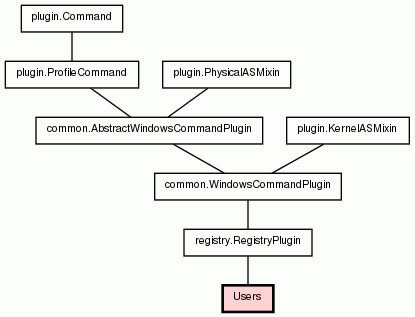 plugin.Command
plugin.ProfileCommand
plugin.PhysicalASMixin
common.AbstractWindowsCommandPlugin
plugin.KernelASMixin
common.WindowsCommandPlugin
registry.RegistryPlugin
Users